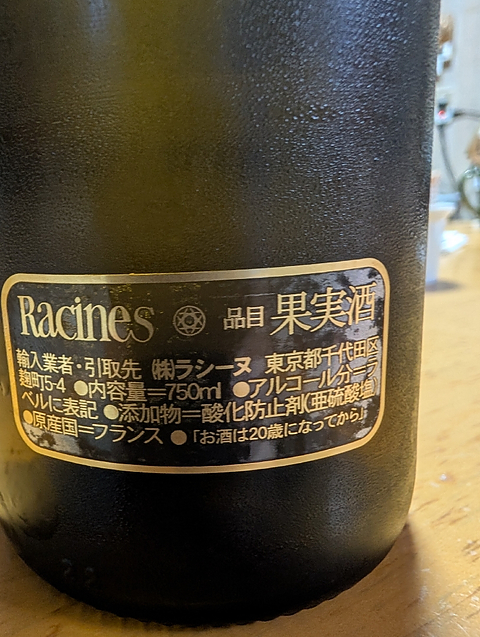 Racines 品目 果実酒
輸入業者・引取先 ㈱ラシーヌ 東京都千代田区
麹町5-4 ●内容量=750ml ●アルコール分=ラ
ベルに表記 ●添加物=酸化防止剤(亜硫酸塩)
●原産国=フランス ●「お酒は20歳になってから」